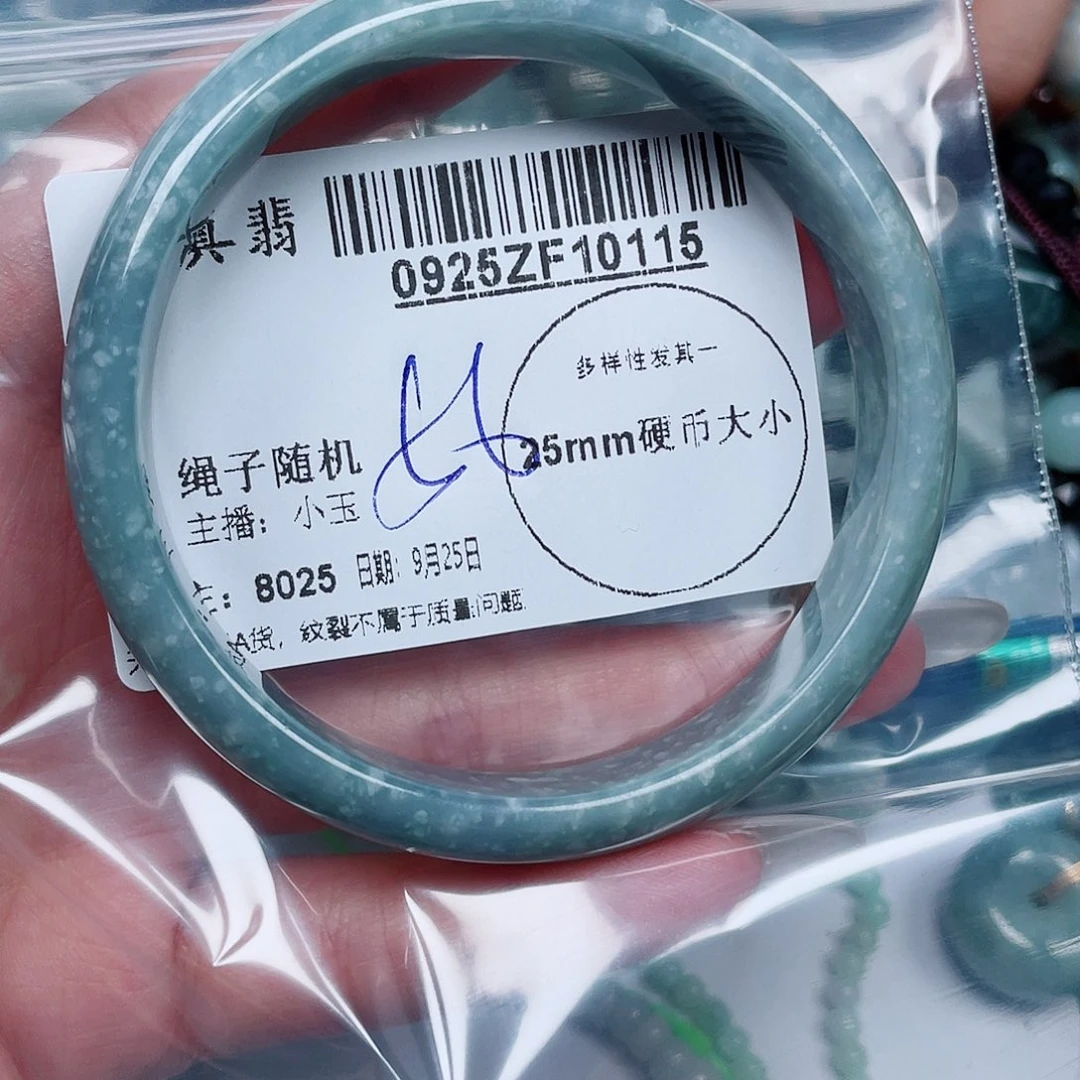 滇翡
0925ZF10115
多样性发其一
25mm硬币大小
绳子随机
主播：小玉
主：8025 日期：9月25日
A货，纹裂不属于质量问题